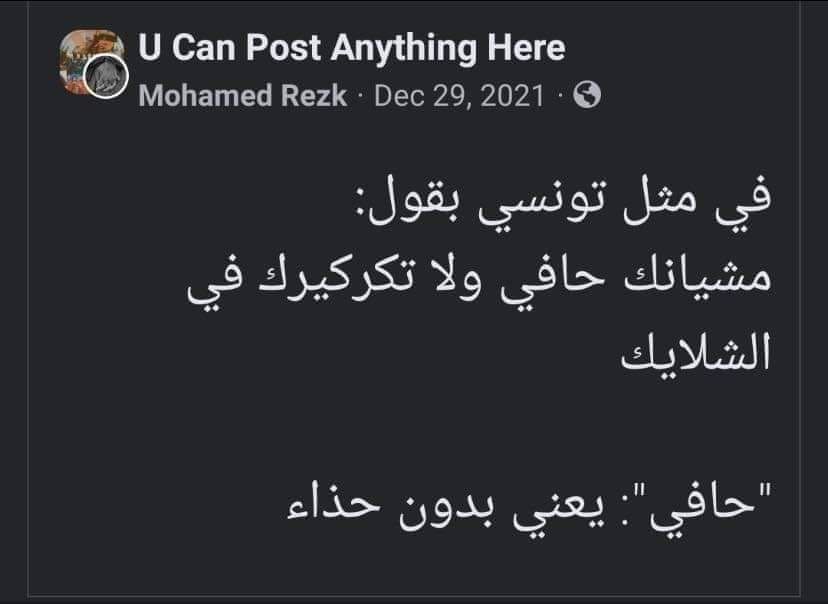 U Can Post Anything Here
Mohamed Rezk · Dec 29, 2021 ·
في مثل تونسي بقول:
مشيانك حافي ولا تكركيرك في
الشلايك
"حافي": يعني بدون حذاء